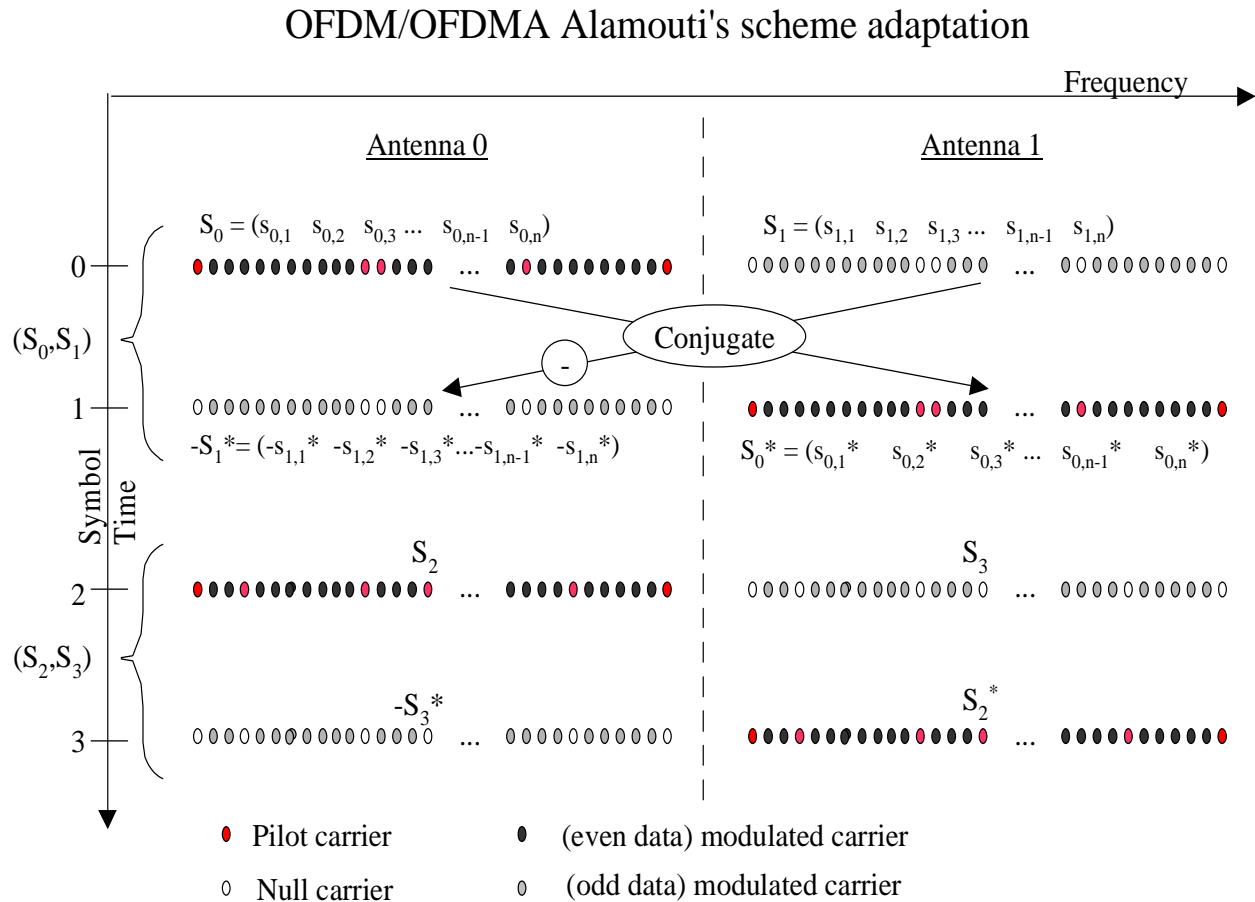 OFDM/OFDMA Alamouti's scheme adaptation
Frequency
Antenna 0
Antenna 1
S₀ = (s₀,₁ s₀,₂ s₀,₃ ... s₀,ₙ₋₁ s₀,ₙ)
S₁ = (s₁,₁ s₁,₂ s₁,₃ ... s₁,ₙ₋₁ s₁,ₙ)
0
...
...
(S₀,S₁)
Conjugate
-
1
...
...
-S₁*= (-s₁,₁* -s₁,₂* -s₁,₃*...-s₁,ₙ₋₁* -s₁,ₙ*)
S₀* = (s₀,₁* s₀,₂* s₀,₃* ... s₀,ₙ₋₁* s₀,ₙ*)
Symbol
Time
S₂
S₃
2
...
...
(S₂,S₃)
-S₃*
S₂*
3
...
...
Pilot carrier
(even data) modulated carrier
Null carrier
(odd data) modulated carrier